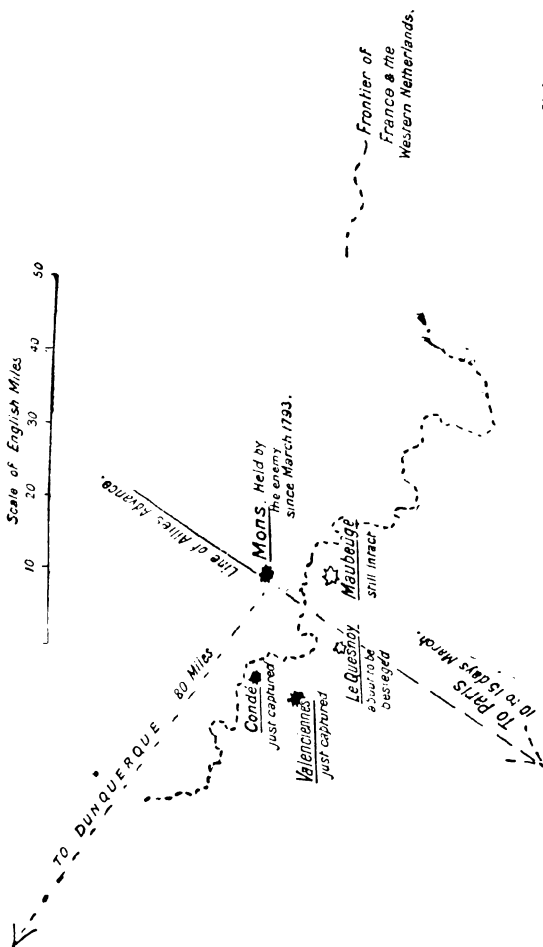 Scale of English Miles
10 20 30 40 50
Line of Allies Advance.
Mons. Held by
the enemy
since March 1793.
Frontier of
France & the
Western Netherlands.
TO DUNQUERQUE 80 Miles
Condé
just captured
Valenciennes
just captured
Le Quesnoy
about to be
besieged
Maubeuge
still intact
To Paris
10 to 15 days March.